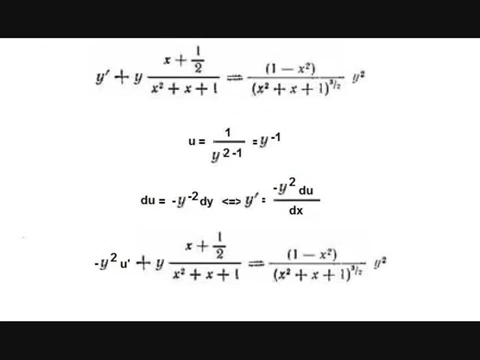 y' + y (x + 1/2)/(x² + x + 1) = (1 − x²)/(x² + x + 1)^3/2 y²
u = 1/y^2-1 = y^-1
du = -y^-2 dy <=> y' = -y² du/dx
-y² u' + y (x + 1/2)/(x² + x + 1) = (1 − x²)/(x² + x + 1)^3/2 y²